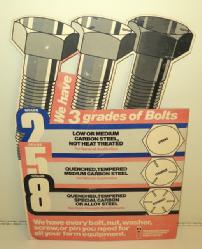 We have
3 grades of Bolts
GRADE
2
LOW OR MEDIUM
CARBON STEEL,
NOT HEAT TREATED
GRADE
5
QUENCHED, TEMPERED
MEDIUM CARBON STEEL
8
QUENCHED, TEMPERED
SPECIAL CARBON
OR ALLOY STEEL
We have every bolt, nut, washer,
screw, or pin you need for
all your farm equipment.